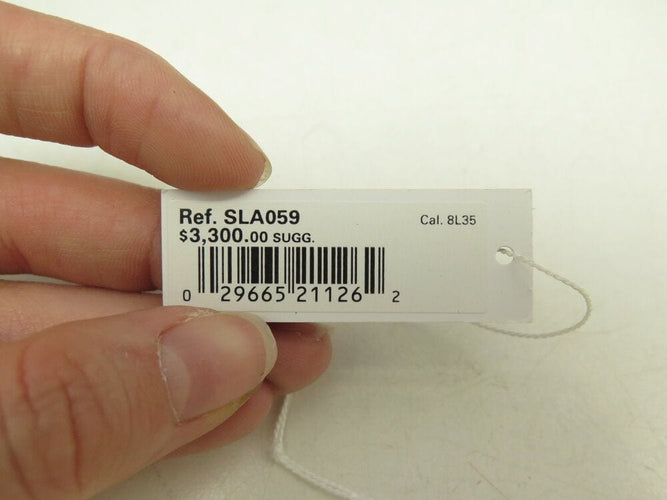 Ref. SLA059
Cal. 8L35
$3,300.00 SUGG.
0 29665 21126 2